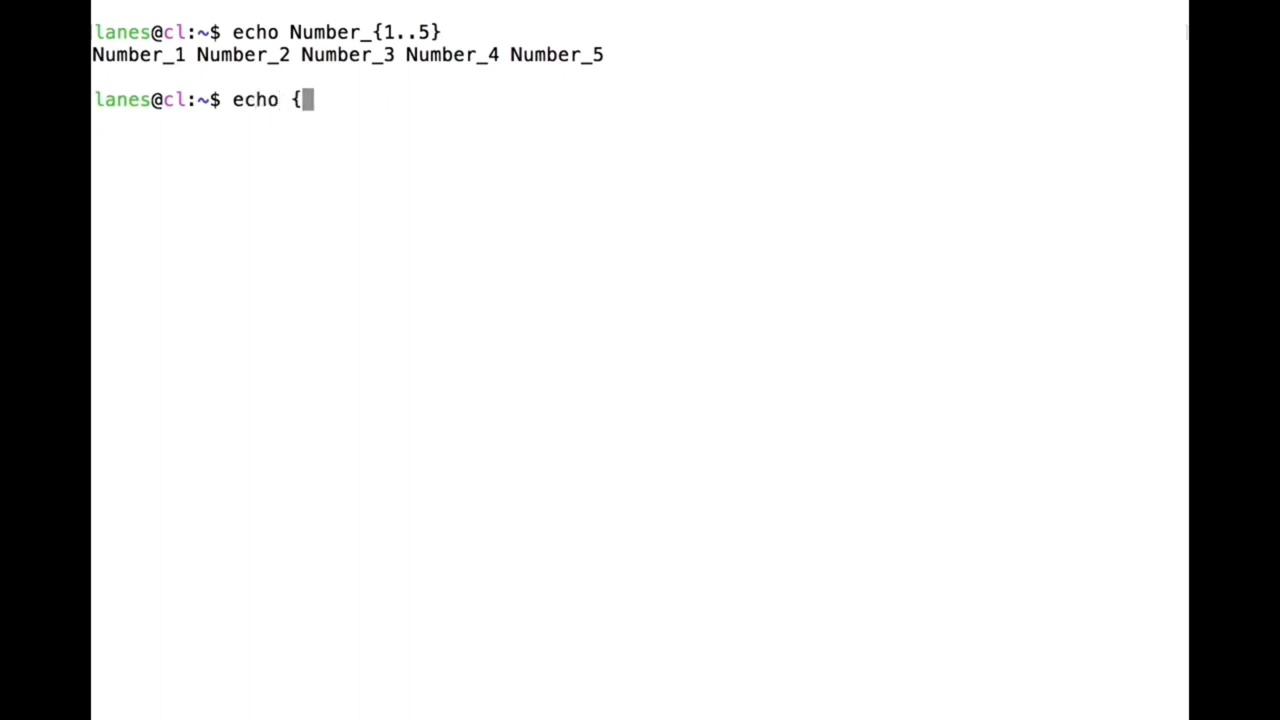 lanes@cl:~$ echo Number_{1..5}
Number_1 Number_2 Number_3 Number_4 Number_5
lanes@cl:~$ echo {